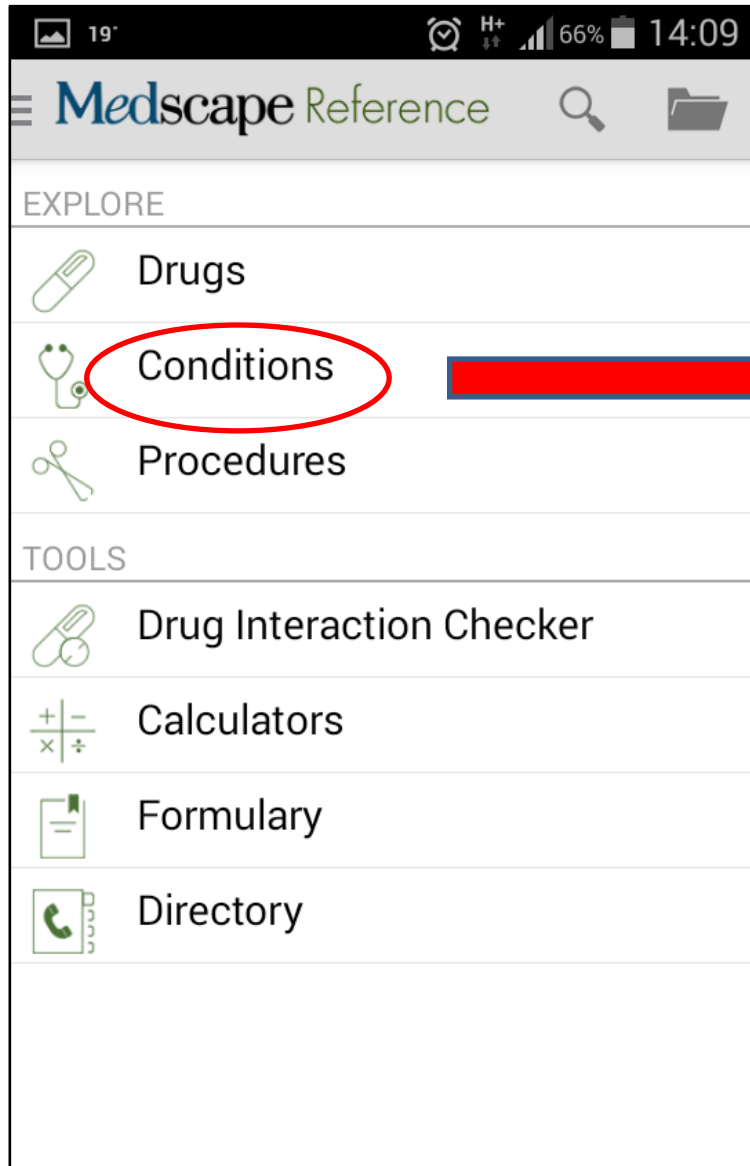 19° H+ 66% 14:09
Medscape Reference
EXPLORE
Drugs
Conditions
Procedures
TOOLS
Drug Interaction Checker
Calculators
Formulary
Directory